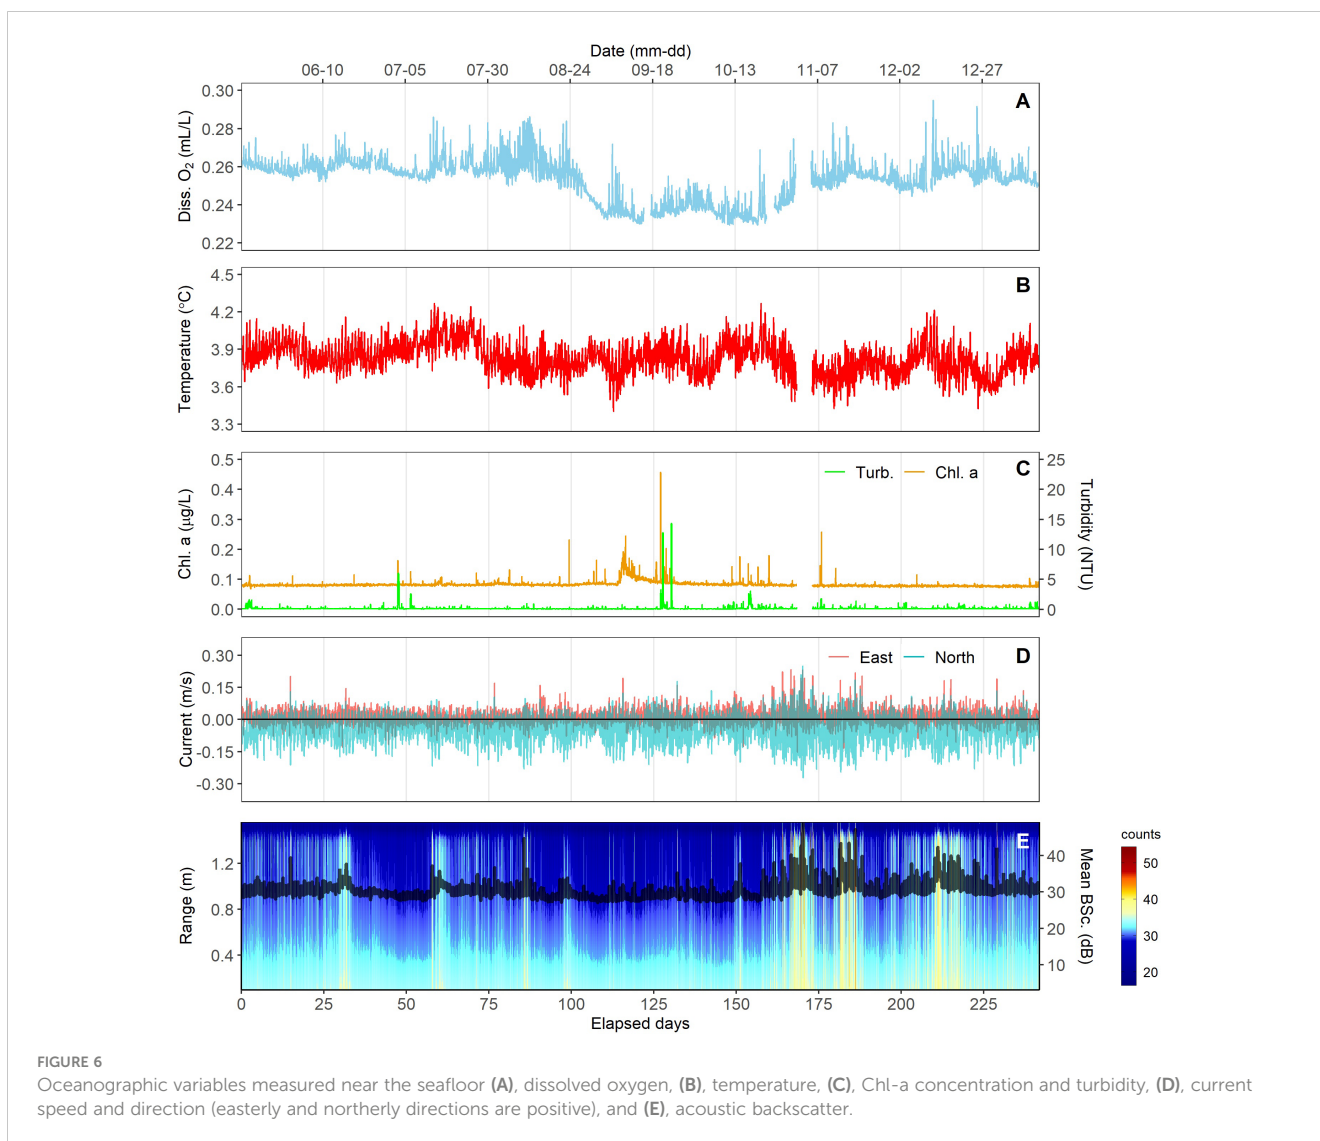 Date (mm-dd)
06-10 07-05 07-30 08-24 09-18 10-13 11-07 12-02 12-27
A
Diss. O2 (mL/L)
0.30
0.28
0.26
0.24
0.22
B
Temperature (°C)
4.5
4.2
3.9
3.6
3.3
C
Turb. Chl. a
Chl. a (µg/L)
0.5
0.4
0.3
0.2
0.1
0.0
25
20
15
10
5
0
Turbidity (NTU)
D
East North
Current (m/s)
0.30
0.15
0.00
-0.15
-0.30
E
Range (m)
1.2
0.8
0.4
40
30
20
10
Mean BSc. (dB)
counts
50
40
30
20
0 25 50 75 100 125 150 175 200 225
Elapsed days
FIGURE 6
Oceanographic variables measured near the seafloor (A), dissolved oxygen, (B), temperature, (C), Chl-a concentration and turbidity, (D), current
speed and direction (easterly and northerly directions are positive), and (E), acoustic backscatter.